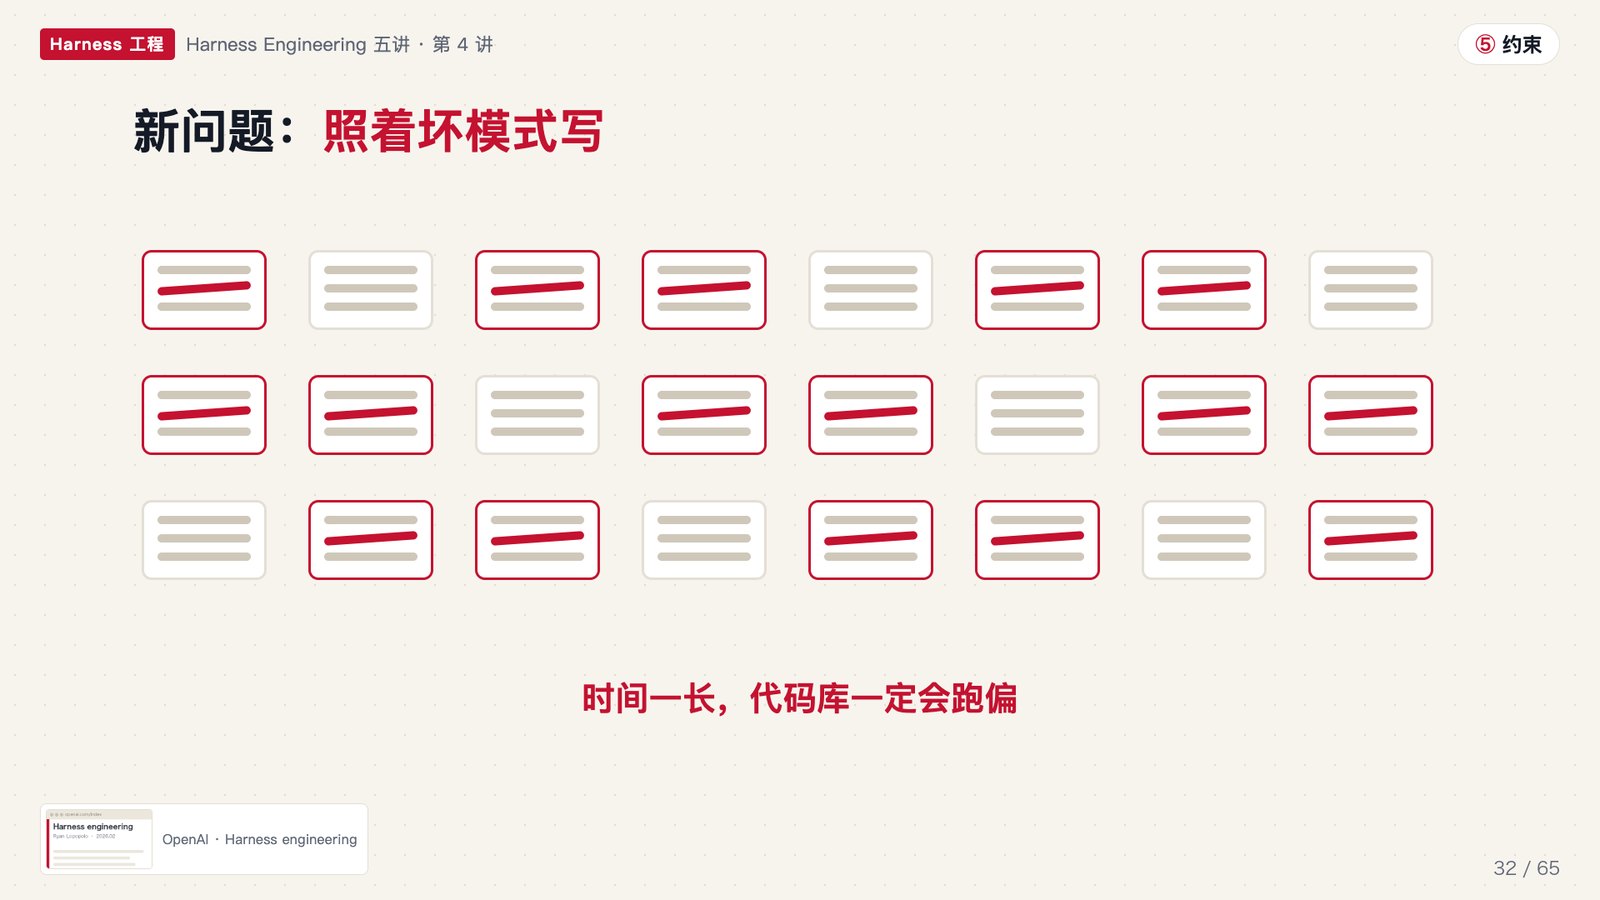 Harness 工程
Harness Engineering 五讲 · 第 4 讲
⑤ 约束
新问题：照着坏模式写
时间一长，代码库一定会跑偏
Harness engineering
OpenAI · Harness engineering
32 / 65